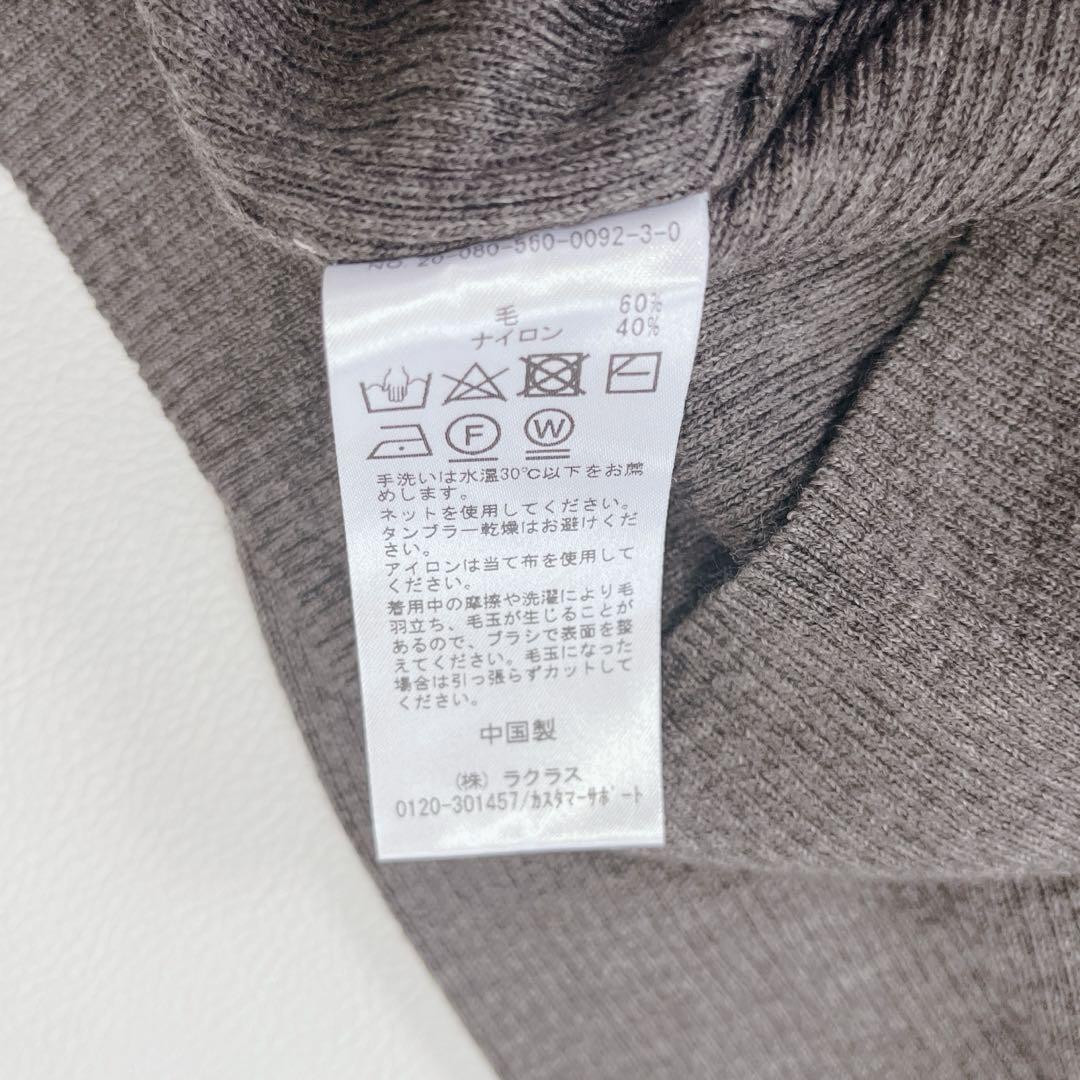 No. 26-080-560-0092-3-0
毛 60%
ナイロン 40%
F W
手洗いは水温30℃以下をお薦
めします。
ネットを使用してください。
タンブラー乾燥はお避けくだ
さい。
アイロンは当て布を使用して
ください。
着用中の摩擦や洗濯により毛
羽立ち、毛玉が生じることが
あるので、ブラシで表面を整
えてください。毛玉になった
場合は引っ張らずカットして
ください。
中国製
(株) ラクラス
0120-301457/カスタマーサポート